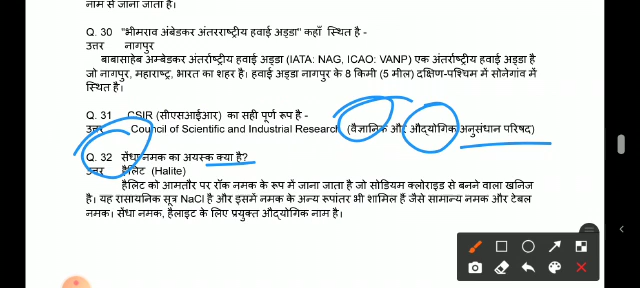 नाम से जाना जाता है।
Q. 30 "भीमराव अंबेडकर अंतरराष्ट्रीय हवाई अड्डा" कहाँ स्थित है -
उत्तर नागपुर
बाबासाहेब अम्बेडकर अंतर्राष्ट्रीय हवाई अड्डा (IATA: NAG, ICAO: VANP) एक अंतर्राष्ट्रीय हवाई अड्डा है
जो नागपुर, महाराष्ट्र, भारत का शहर है। हवाई अड्डा नागपुर के 8 किमी (5 मील) दक्षिण-पश्चिम में सोनेगांव में
स्थित है।
Q. 31 CSIR (सीएसआईआर) का सही पूर्ण रूप है -
उत्तर Council of Scientific and Industrial Research (वैज्ञानिक और औद्योगिक अनुसंधान परिषद)
Q. 32 सेंधा नमक का अयस्क क्या है?
उत्तर हैलिट (Halite)
हैलिट को आमतौर पर रॉक नमक के रूप में जाना जाता है जो सोडियम क्लोराइड से बनने वाला खनिज
है। यह रासायनिक सूत्र NaCl है और इसमें नमक के अन्य रूपांतर भी शामिल हैं जैसे सामान्य नमक और टेबल
नमक। सेंधा नमक, हैलाइट के लिए प्रयुक्त औद्योगिक नाम है।